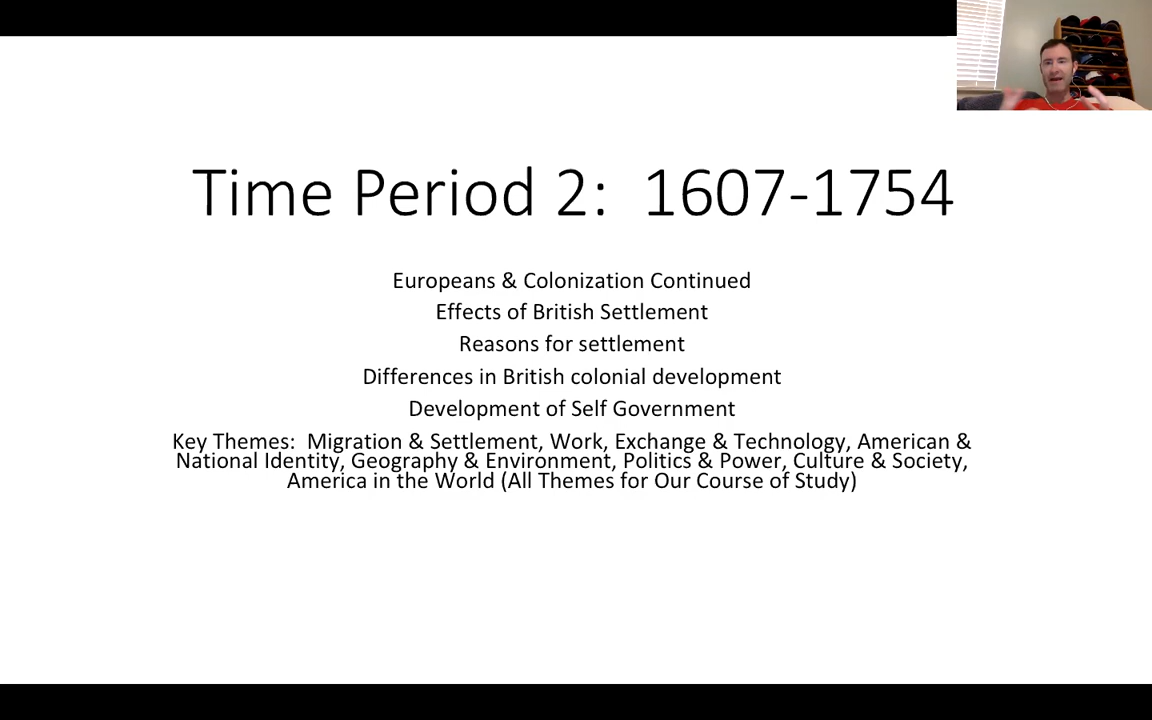 Time Period 2:  1607-1754
Europeans & Colonization Continued
Effects of British Settlement
Reasons for settlement
Differences in British colonial development
Development of Self Government
Key Themes:  Migration & Settlement, Work, Exchange & Technology, American &
National Identity, Geography & Environment, Politics & Power, Culture & Society,
America in the World (All Themes for Our Course of Study)